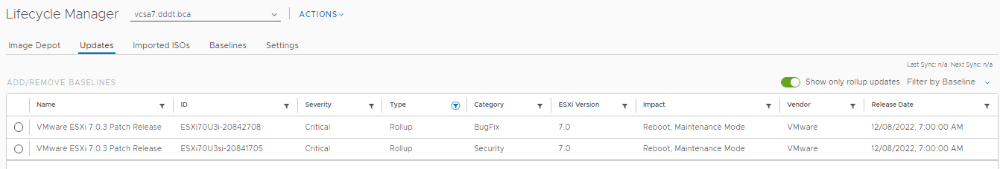 Lifecycle Manager vcsa7.dddt.bca ACTIONS
Image Depot Updates Imported ISOs Baselines Settings
Last Sync: n/a. Next Sync: n/a
ADD/REMOVE BASELINES Show only rollup updates Filter by Baseline
Name ID Severity Type Category ESXi Version Impact Vendor Release Date
VMware ESXi 7.0.3 Patch Release ESXi70U3i-20842708 Critical Rollup BugFix 7.0 Reboot, Maintenance Mode VMware 12/08/2022, 7:00:00 AM
VMware ESXi 7.0.3 Patch Release ESXi70U3si-20841705 Critical Rollup Security 7.0 Reboot, Maintenance Mode VMware 12/08/2022, 7:00:00 AM